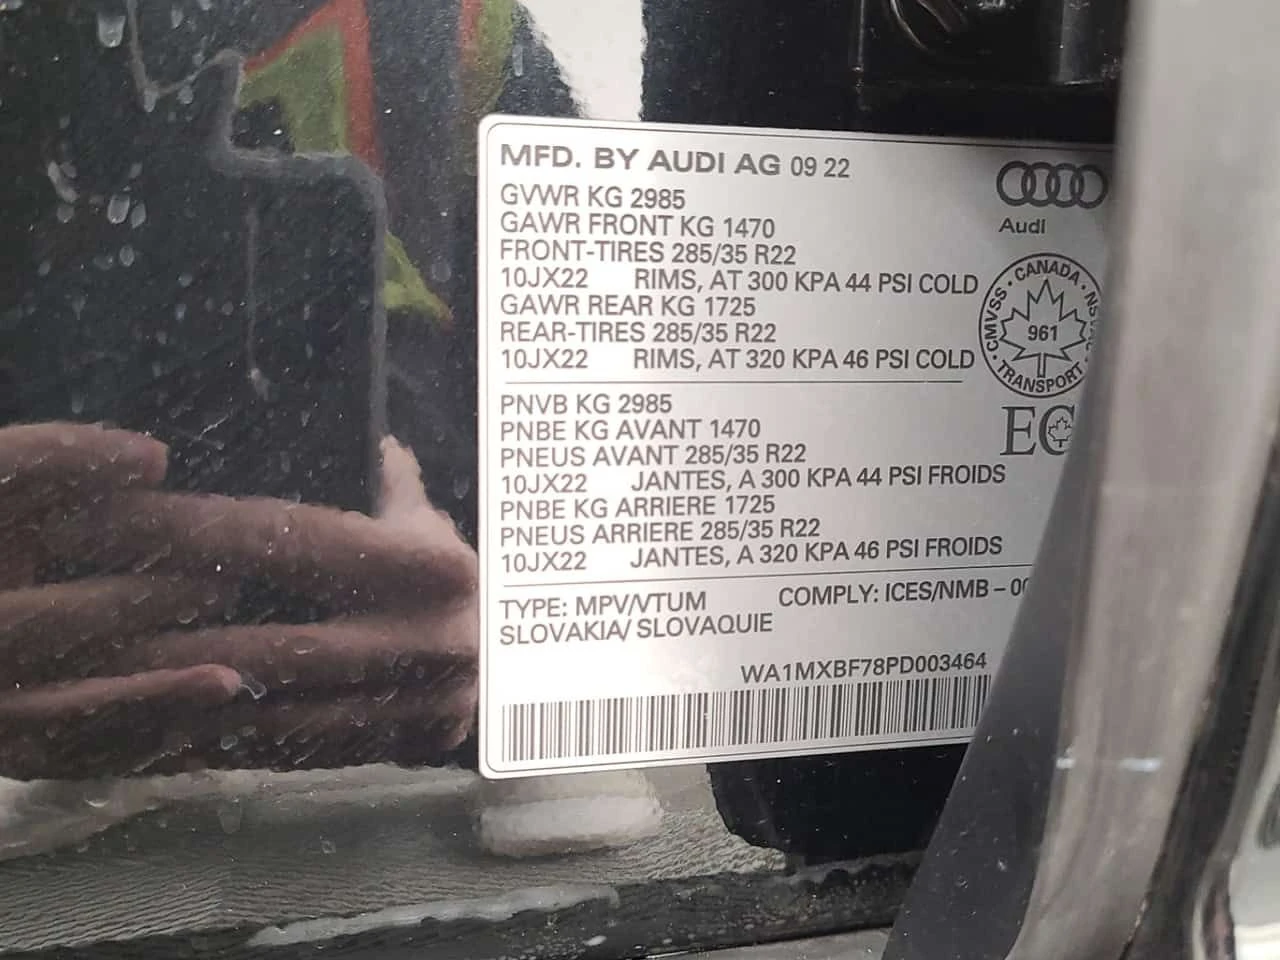 MFD. BY AUDI AG 09 22
GVWR KG 2985
GAWR FRONT KG 1470
FRONT-TIRES 285/35 R22
10JX22 RIMS, AT 300 KPA 44 PSI COLD
GAWR REAR KG 1725
REAR-TIRES 285/35 R22
10JX22 RIMS, AT 320 KPA 46 PSI COLD
Audi
CANADA
CMVSS
961
TRANSPORT
PNVB KG 2985
PNBE KG AVANT 1470
PNEUS AVANT 285/35 R22
10JX22 JANTES, A 300 KPA 44 PSI FROIDS
PNBE KG ARRIERE 1725
PNEUS ARRIERE 285/35 R22
10JX22 JANTES, A 320 KPA 46 PSI FROIDS
EC
TYPE: MPV/VTUM COMPLY: ICES/NMB – 
SLOVAKIA/ SLOVAQUIE
WA1MXBF78PD003464